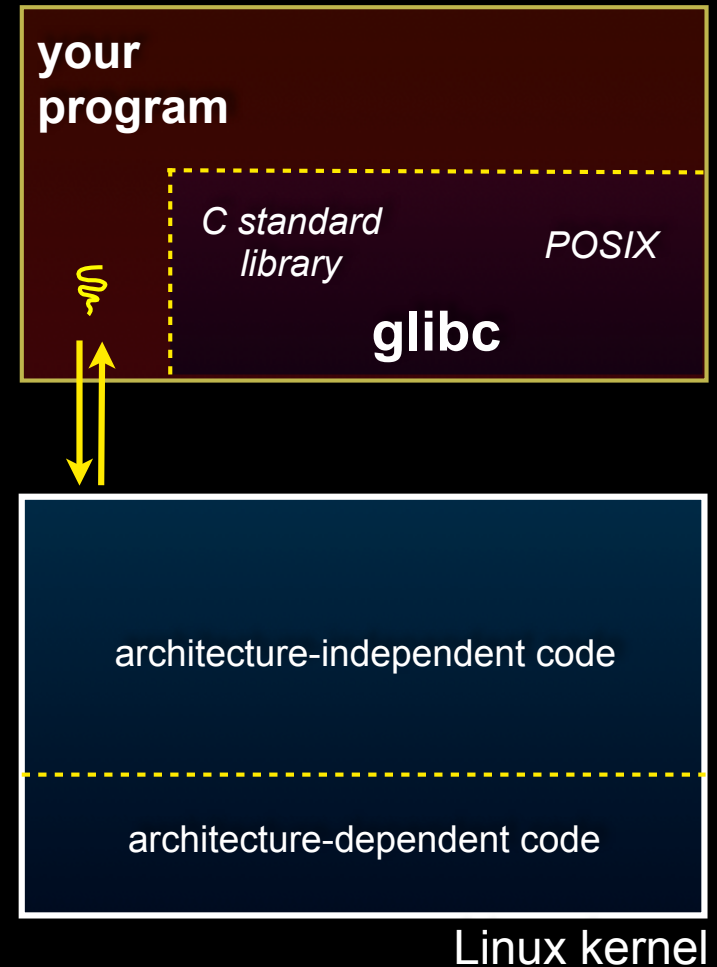 your
program
C standard
library
POSIX
glibc
architecture-independent code
architecture-dependent code
Linux kernel